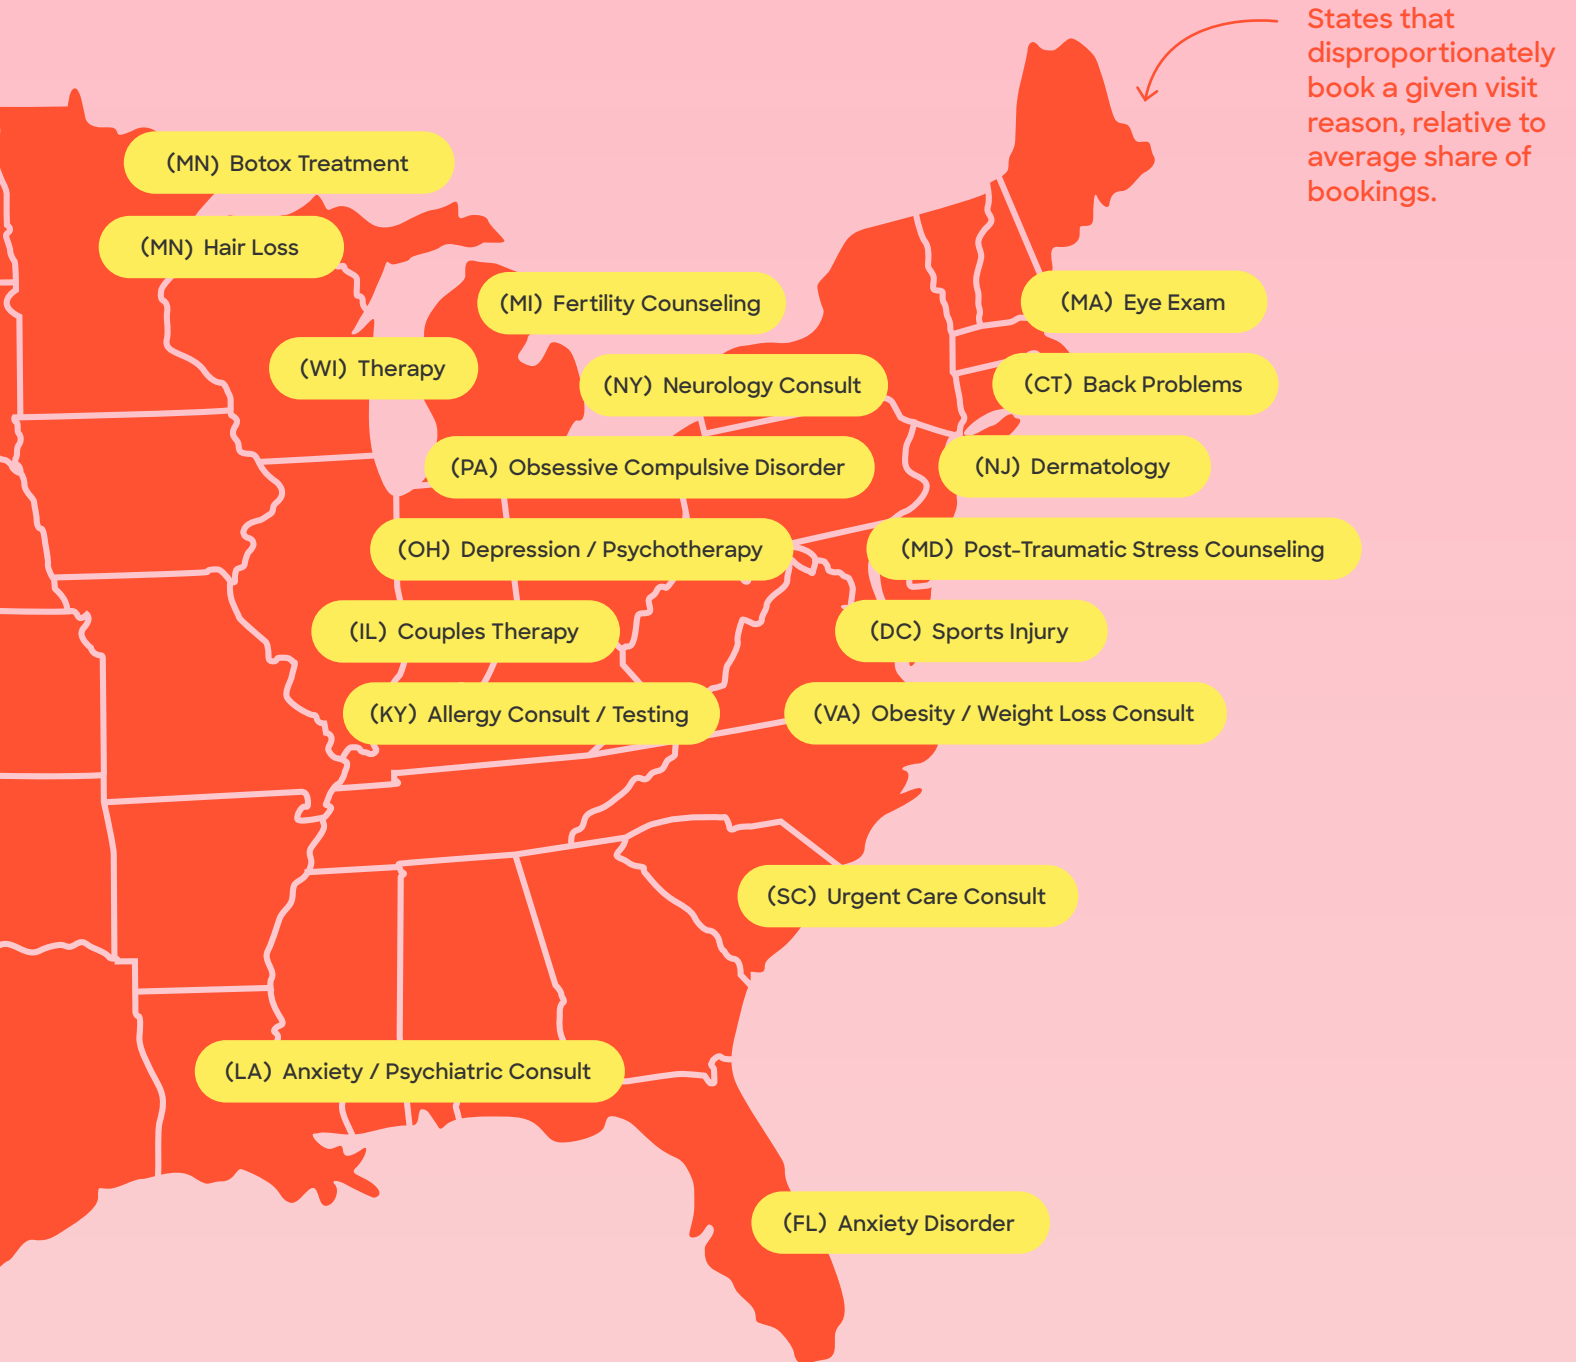 States that
disproportionately
book a given visit
reason, relative to
average share of
bookings.
(MN) Botox Treatment
(MN) Hair Loss
(MI) Fertility Counseling
(MA) Eye Exam
(WI) Therapy
(NY) Neurology Consult
(CT) Back Problems
(PA) Obsessive Compulsive Disorder
(NJ) Dermatology
(OH) Depression / Psychotherapy
(MD) Post-Traumatic Stress Counseling
(IL) Couples Therapy
(DC) Sports Injury
(KY) Allergy Consult / Testing
(VA) Obesity / Weight Loss Consult
(SC) Urgent Care Consult
(LA) Anxiety / Psychiatric Consult
(FL) Anxiety Disorder